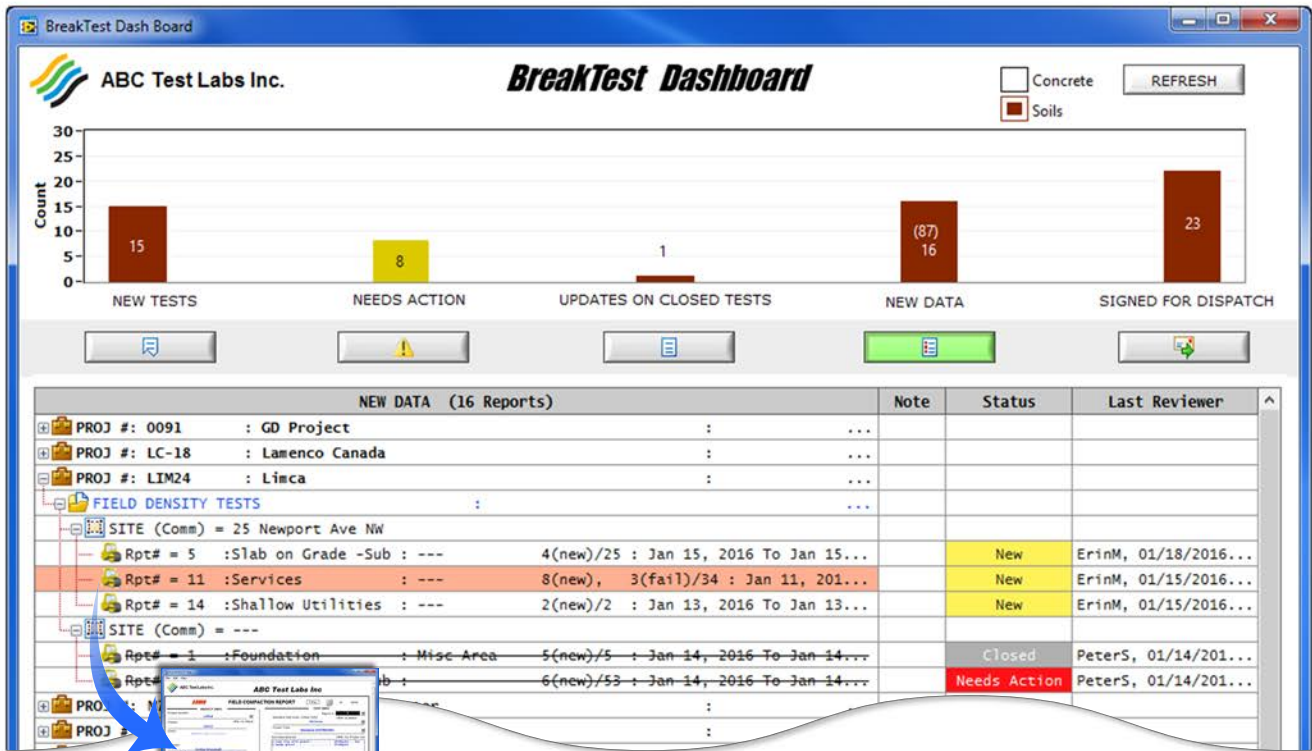 BreakTest Dash Board
ABC Test Labs Inc.
BreakTest Dashboard
Concrete
REFRESH
Soils
30
25
20
15
10
5
0
Count
15
8
1
(87)
16
23
NEW TESTS NEEDS ACTION UPDATES ON CLOSED TESTS NEW DATA SIGNED FOR DISPATCH
NEW DATA (16 Reports) Note Status Last Reviewer
PROJ #: 0091 : GD Project : ...
PROJ #: LC-18 : Lamenco Canada : ...
PROJ #: LIM24 : Limca : ...
FIELD DENSITY TESTS : ...
SITE (Comm) = 25 Newport Ave NW
Rpt# = 5 :Slab on Grade -Sub : --- 4(new)/25 : Jan 15, 2016 To Jan 15... New ErinM, 01/18/2016...
Rpt# = 11 :Services : --- 8(new), 3(fail)/34 : Jan 11, 201... New ErinM, 01/15/2016...
Rpt# = 14 :Shallow Utilities : --- 2(new)/2 : Jan 13, 2016 To Jan 13... New ErinM, 01/15/2016...
SITE (Comm) = ---
Rpt# = 1 :Foundation : Misc Area 5(new)/5 : Jan 14, 2016 To Jan 14... Closed PeterS, 01/14/201...
Rpt# 6(new)/53 : Jan 14, 2016 To Jan 14... Needs Action PeterS, 01/14/201...
ABC Test Labs Inc
FIELD COMPACTION REPORT
PROJ #: :
PROJ # :